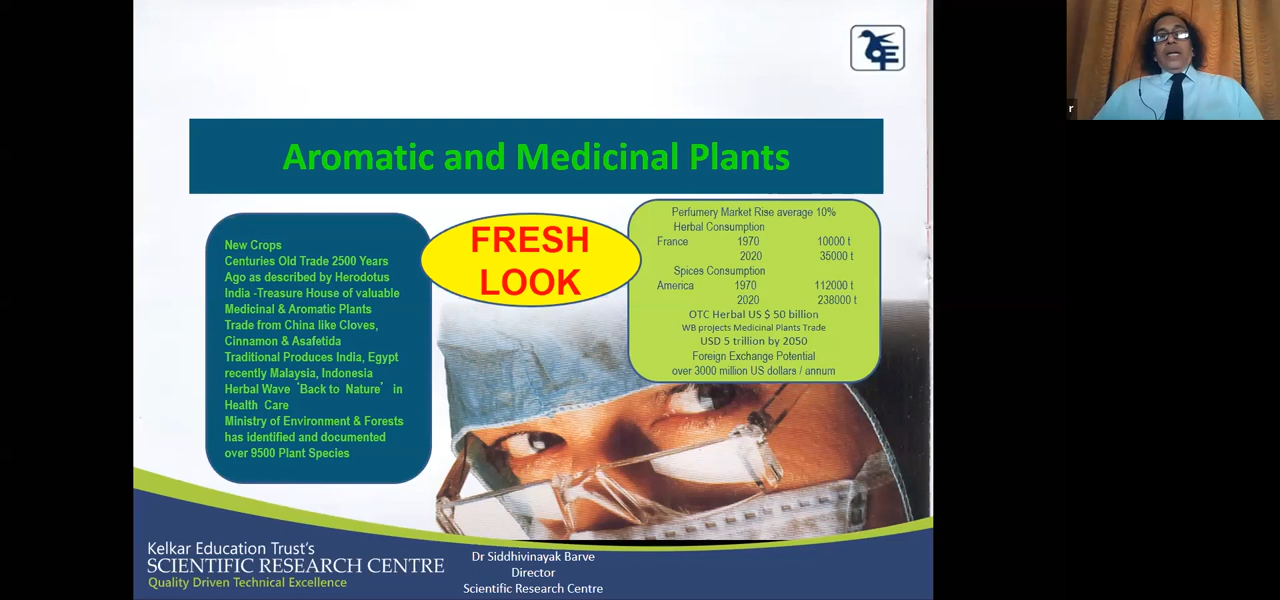 Aromatic and Medicinal Plants
New Crops
Centuries Old Trade 2500 Years
Ago as described by Herodotus
India -Treasure House of valuable
Medicinal & Aromatic Plants
Trade from China like Cloves,
Cinnamon & Asafetida
Traditional Produces India, Egypt
recently Malaysia, Indonesia
Herbal Wave 'Back to Nature' in
Health Care
Ministry of Environment & Forests
has identified and documented
over 9500 Plant Species
FRESH
LOOK
Perfumery Market Rise average 10%
Herbal Consumption
France 1970 10000 t
2020 35000 t
Spices Consumption
America 1970 112000 t
2020 238000 t
OTC Herbal US $ 50 billion
WB projects Medicinal Plants Trade
USD 5 trillion by 2050
Foreign Exchange Potential
over 3000 million US dollars / annum
Kelkar Education Trust's
SCIENTIFIC RESEARCH CENTRE
Quality Driven Technical Excellence
Dr Siddhivinayak Barve
Director
Scientific Research Centre
r